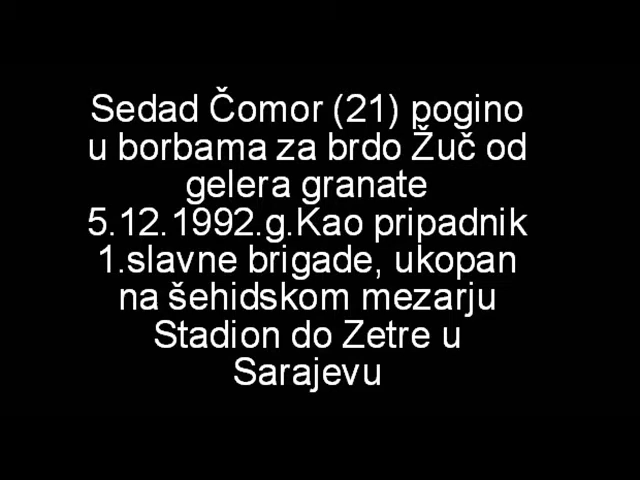 Sedad Čomor (21) pogino
u borbama za brdo Žuč od
gelera granate
5.12.1992.g.Kao pripadnik
1.slavne brigade, ukopan
na šehidskom mezarju
Stadion do Zetre u
Sarajevu